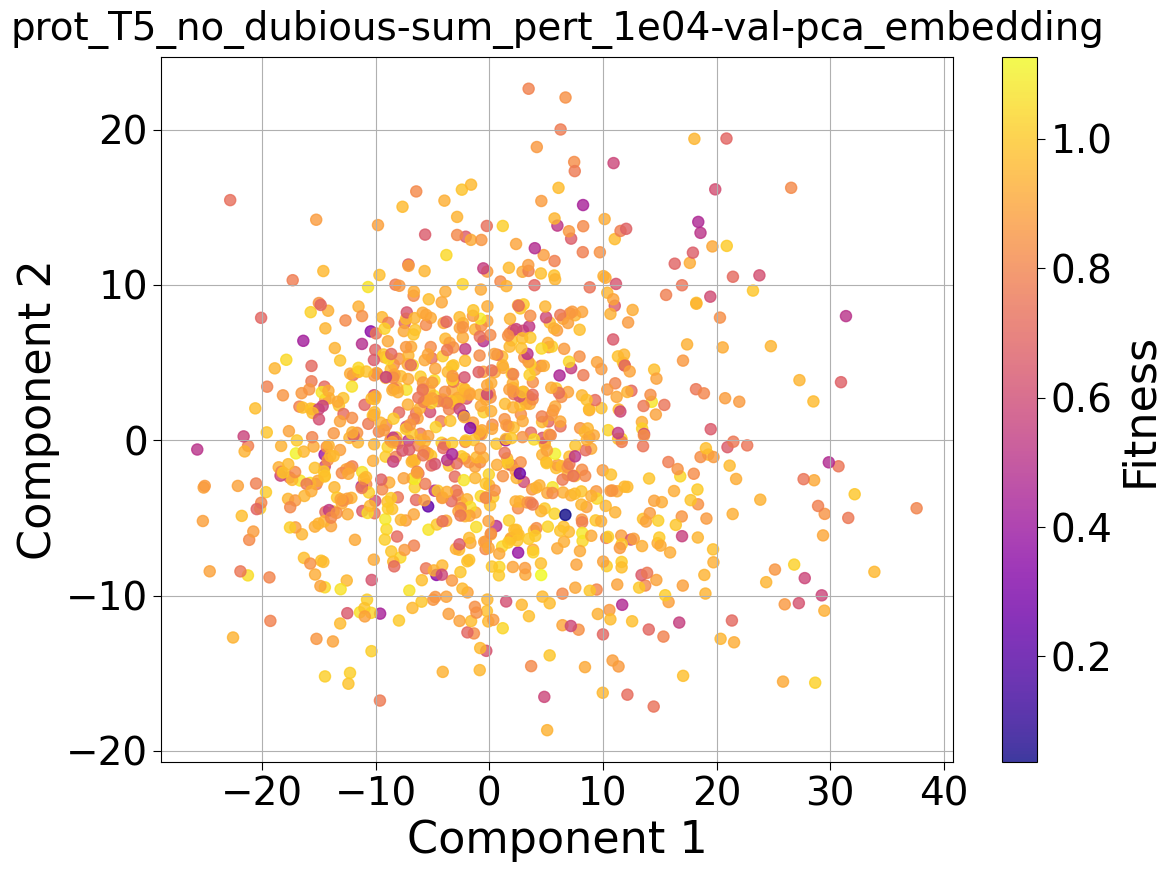 prot_T5_no_dubious-sum_pert_1e04-val-pca_embedding
20
10
0
−10
−20
Component 2
−20 −10 0 10 20 30 40
Component 1
1.0
0.8
0.6
0.4
0.2
Fitness